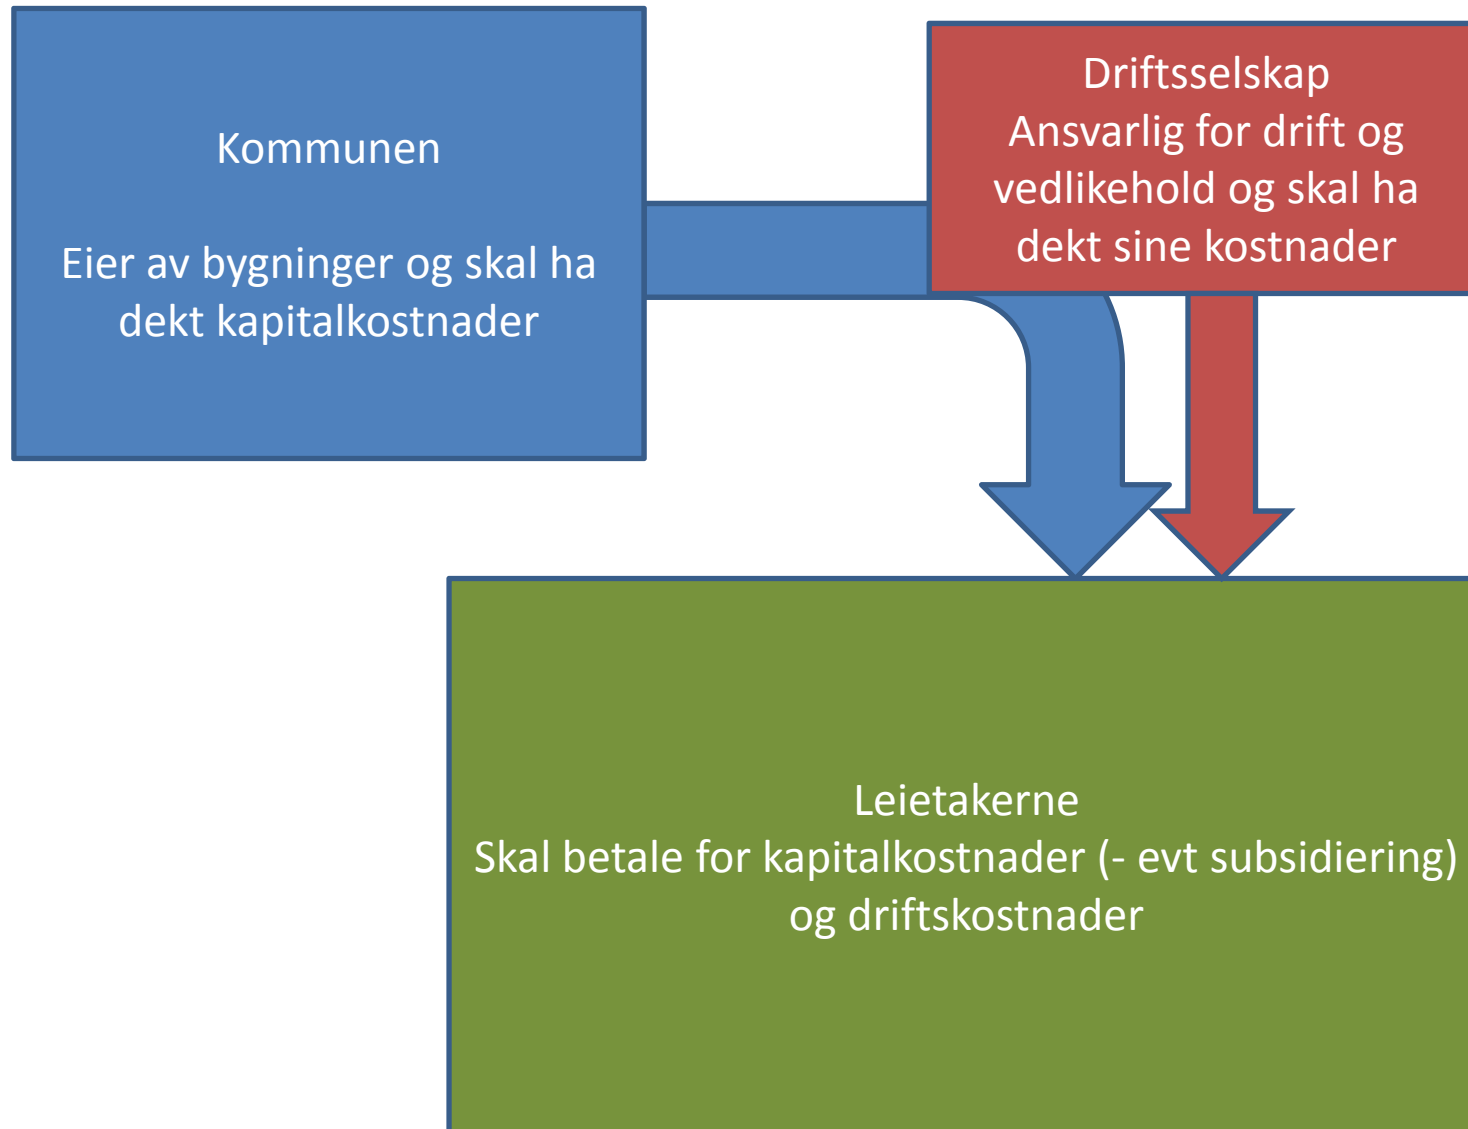 Kommunen
Eier av bygninger og skal ha
dekt kapitalkostnader
Driftsselskap
Ansvarlig for drift og
vedlikehold og skal ha
dekt sine kostnader
Leietakerne
Skal betale for kapitalkostnader (- evt subsidiering)
og driftskostnader